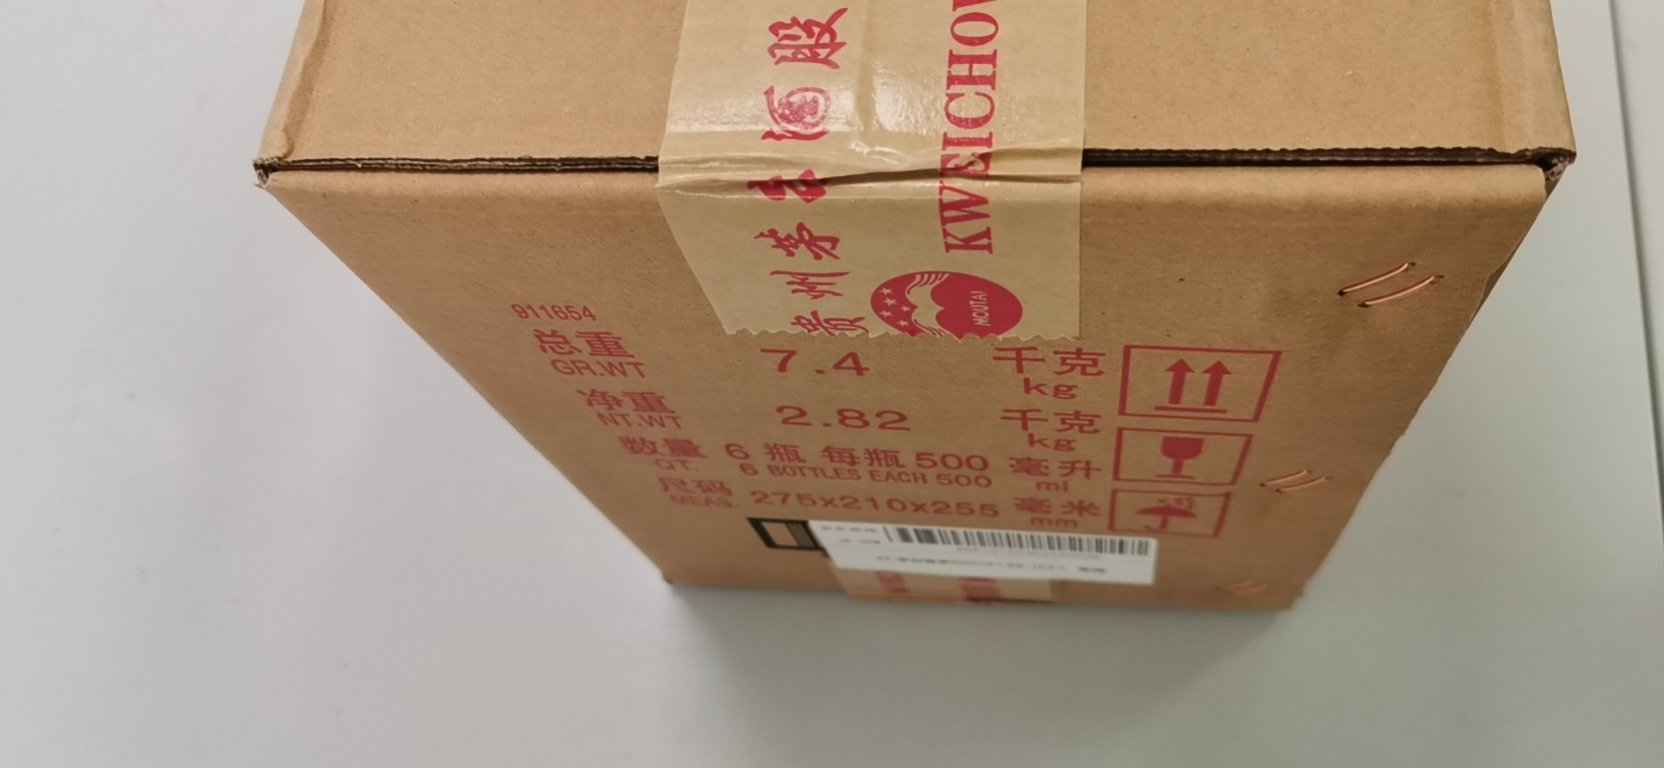 贵州茅台酒股
KWEICHOW
MOUTAI
911654
总重 7.4 千克
GR.WT kg
净重 2.82 千克
NT.WT kg
数量 6 瓶 每瓶 500 毫升
QT. 6 BOTTLES EACH 500 ml
尺码 275x210x255 毫米
MEAS. mm